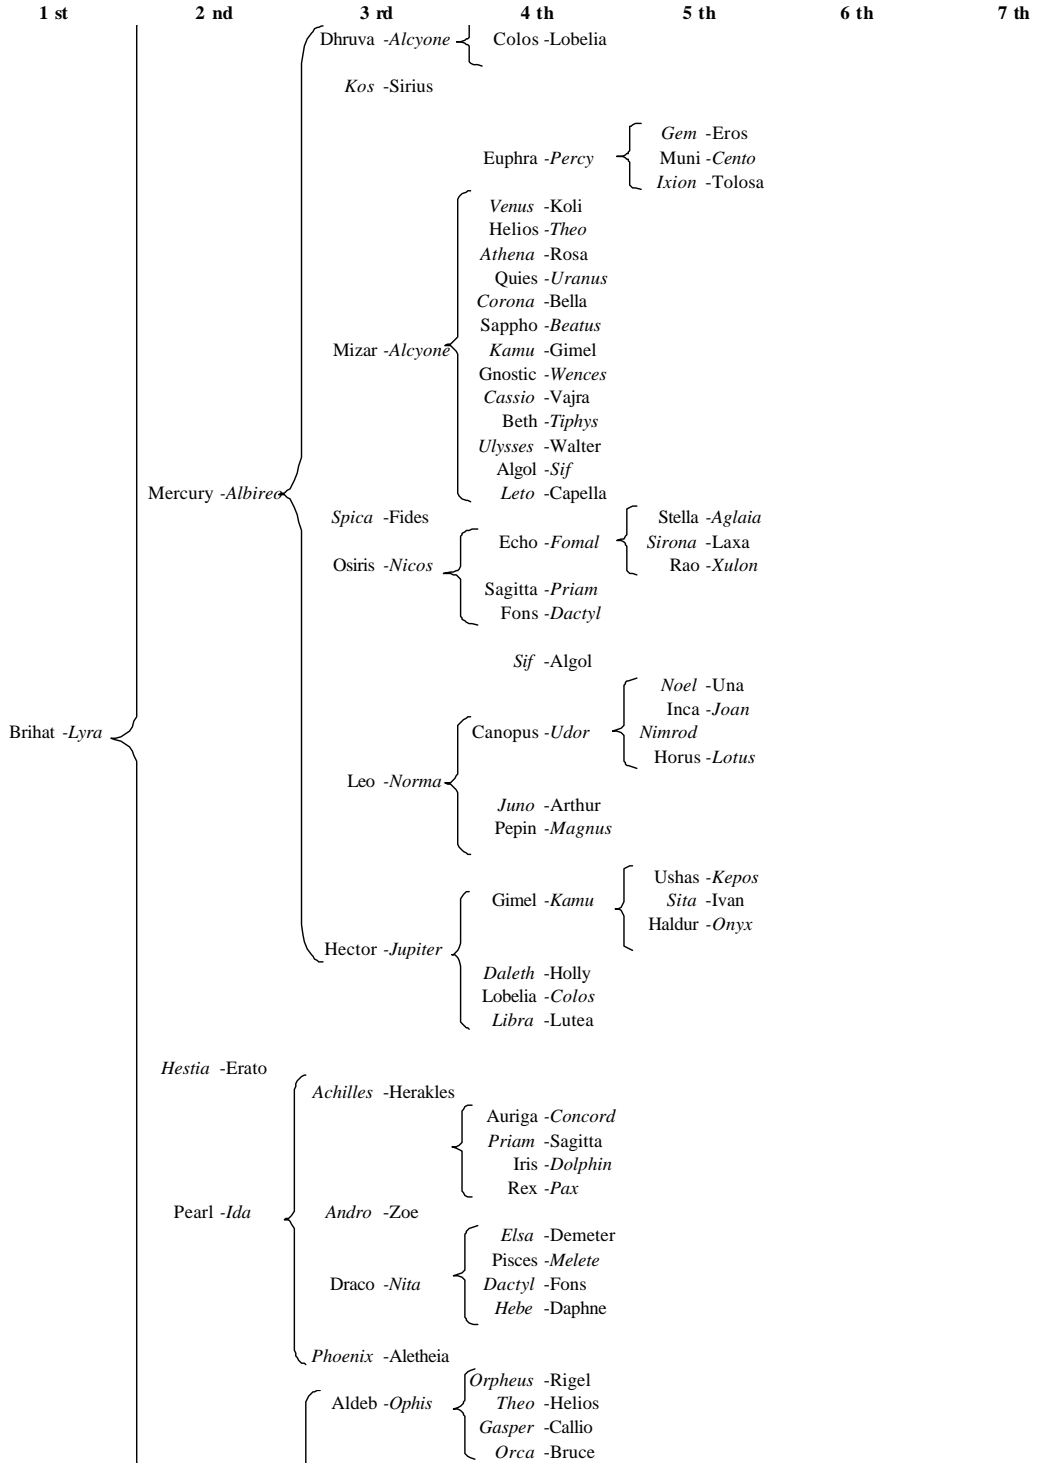 1 st 2 nd 3 rd 4 th 5 th 6 th 7 th
Dhruva -Alcyone Colos -Lobelia
Kos -Sirius
Gem -Eros
Euphra -Percy Muni -Cento
Ixion -Tolosa
Venus -Koli
Helios -Theo
Athena -Rosa
Quies -Uranus
Corona -Bella
Sappho -Beatus
Mizar -Alcyone Kamu -Gimel
Gnostic -Wences
Cassio -Vajra
Beth -Tiphys
Ulysses -Walter
Algol -Sif
Mercury -Albireo Leto -Capella
Spica -Fides Stella -Aglaia
Echo -Fomal Sirona -Laxa
Osiris -Nicos Rao -Xulon
Sagitta -Priam
Fons -Dactyl
Sif -Algol
Noel -Una
Inca -Joan
Brihat -Lyra Canopus -Udor Nimrod
Horus -Lotus
Leo -Norma
Juno -Arthur
Pepin -Magnus
Ushas -Kepos
Gimel -Kamu Sita -Ivan
Haldur -Onyx
Hector -Jupiter
Daleth -Holly
Lobelia -Colos
Libra -Lutea
Hestia -Erato
Achilles -Herakles
Auriga -Concord
Priam -Sagitta
Iris -Dolphin
Rex -Pax
Pearl -Ida Andro -Zoe
Elsa -Demeter
Pisces -Melete
Draco -Nita Dactyl -Fons
Hebe -Daphne
Phoenix -Aletheia
Orpheus -Rigel
Aldeb -Ophis Theo -Helios
Gasper -Callio
Orca -Bruce